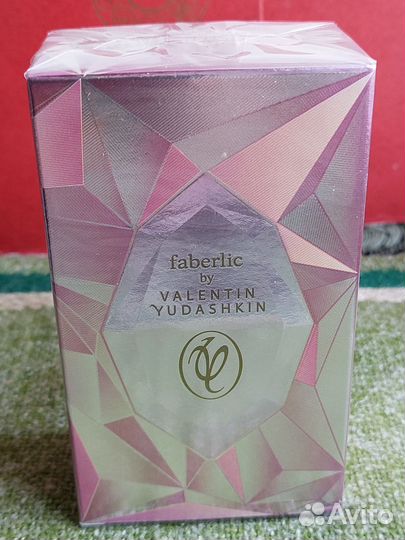 faberlic
by
VALENTIN
YUDASHKIN
Avito